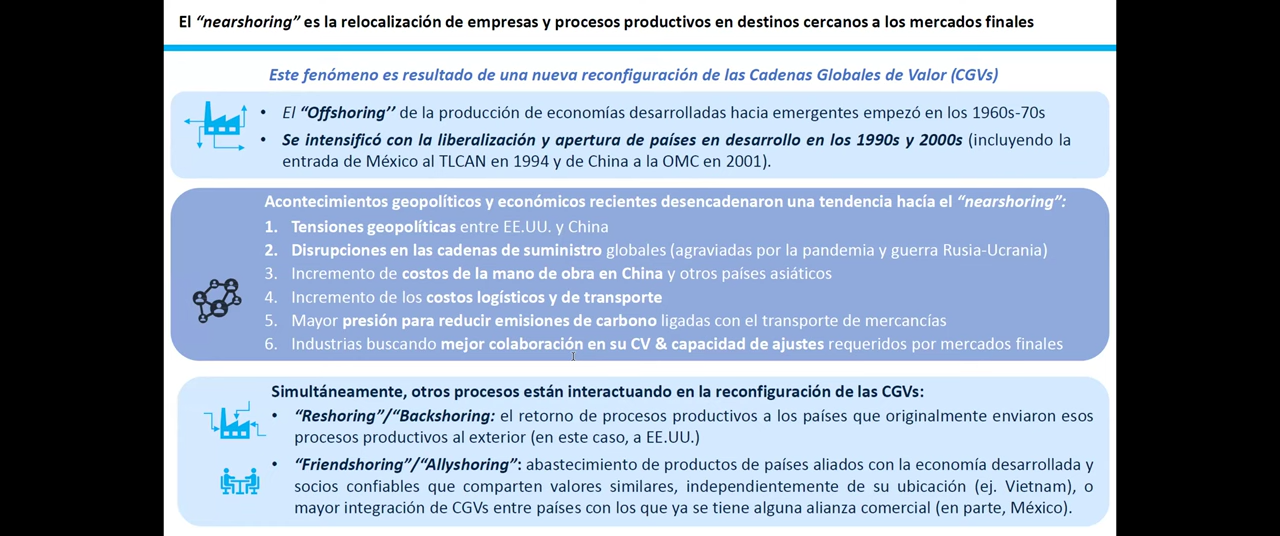 El “nearshoring” es la relocalización de empresas y procesos productivos en destinos cercanos a los mercados finales
Este fenómeno es resultado de una nueva reconfiguración de las Cadenas Globales de Valor (CGVs)
• El “Offshoring’’ de la producción de economías desarrolladas hacia emergentes empezó en los 1960s-70s
• Se intensificó con la liberalización y apertura de países en desarrollo en los 1990s y 2000s (incluyendo la
entrada de México al TLCAN en 1994 y de China a la OMC en 2001).
Acontecimientos geopolíticos y económicos recientes desencadenaron una tendencia hacía el “nearshoring”:
1. Tensiones geopolíticas entre EE.UU. y China
2. Disrupciones en las cadenas de suministro globales (agraviadas por la pandemia y guerra Rusia-Ucrania)
3. Incremento de costos de la mano de obra en China y otros países asiáticos
4. Incremento de los costos logísticos y de transporte
5. Mayor presión para reducir emisiones de carbono ligadas con el transporte de mercancías
6. Industrias buscando mejor colaboración en su CV & capacidad de ajustes requeridos por mercados finales
Simultáneamente, otros procesos están interactuando en la reconfiguración de las CGVs:
• “Reshoring”/“Backshoring: el retorno de procesos productivos a los países que originalmente enviaron esos
procesos productivos al exterior (en este caso, a EE.UU.)
• “Friendshoring”/“Allyshoring”: abastecimiento de productos de países aliados con la economía desarrollada y
socios confiables que comparten valores similares, independientemente de su ubicación (ej. Vietnam), o
mayor integración de CGVs entre países con los que ya se tiene alguna alianza comercial (en parte, México).